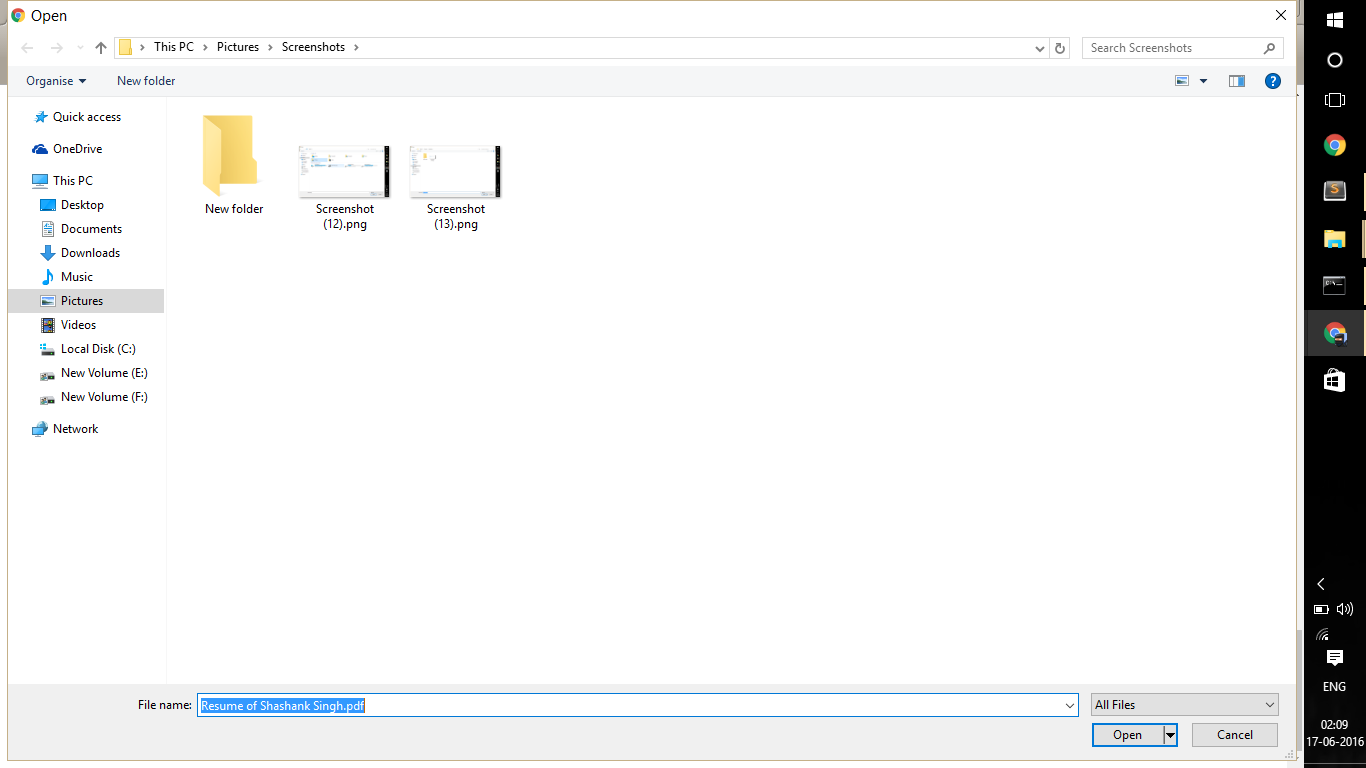 Open
This PC > Pictures > Screenshots >
Search Screenshots
Organise
New folder
Quick access
OneDrive
This PC
Desktop
Documents
Downloads
Music
Pictures
Videos
Local Disk (C:)
New Volume (E:)
New Volume (F:)
Network
New folder
Screenshot
(12).png
Screenshot
(13).png
File name:
Resume of Shashank Singh.pdf
All Files
Open
Cancel
ENG
02:09
17-06-2016